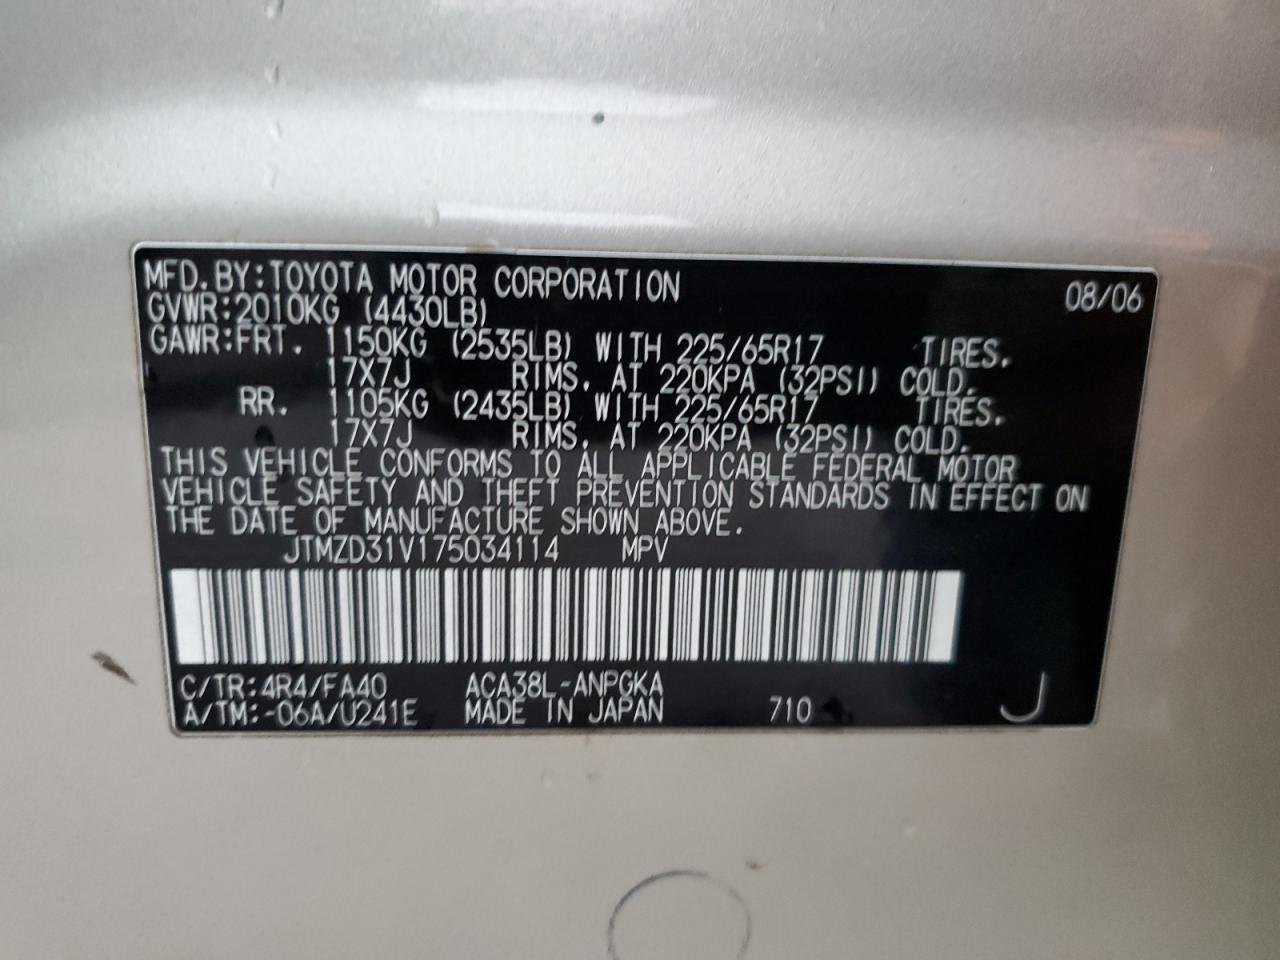 MFD.BY:TOYOTA MOTOR CORPORATION 08/06
GVWR:2010KG (4430LB)
GAWR:FRT. 1150KG (2535LB) WITH 225/65R17 TIRES.
17X7J RIMS, AT 220KPA (32PSI) COLD.
RR. 1105KG (2435LB) WITH 225/65R17 TIRES.
17X7J RIMS, AT 220KPA (32PSI) COLD.
THIS VEHICLE CONFORMS TO ALL APPLICABLE FEDERAL MOTOR
VEHICLE SAFETY AND THEFT PREVENTION STANDARDS IN EFFECT ON
THE DATE OF MANUFACTURE SHOWN ABOVE.
JTMZD31V175034114 MPV
C/TR:4R4/FA40 ACA38L-ANPGKA
A/TM:-06A/U241E MADE IN JAPAN 710 J